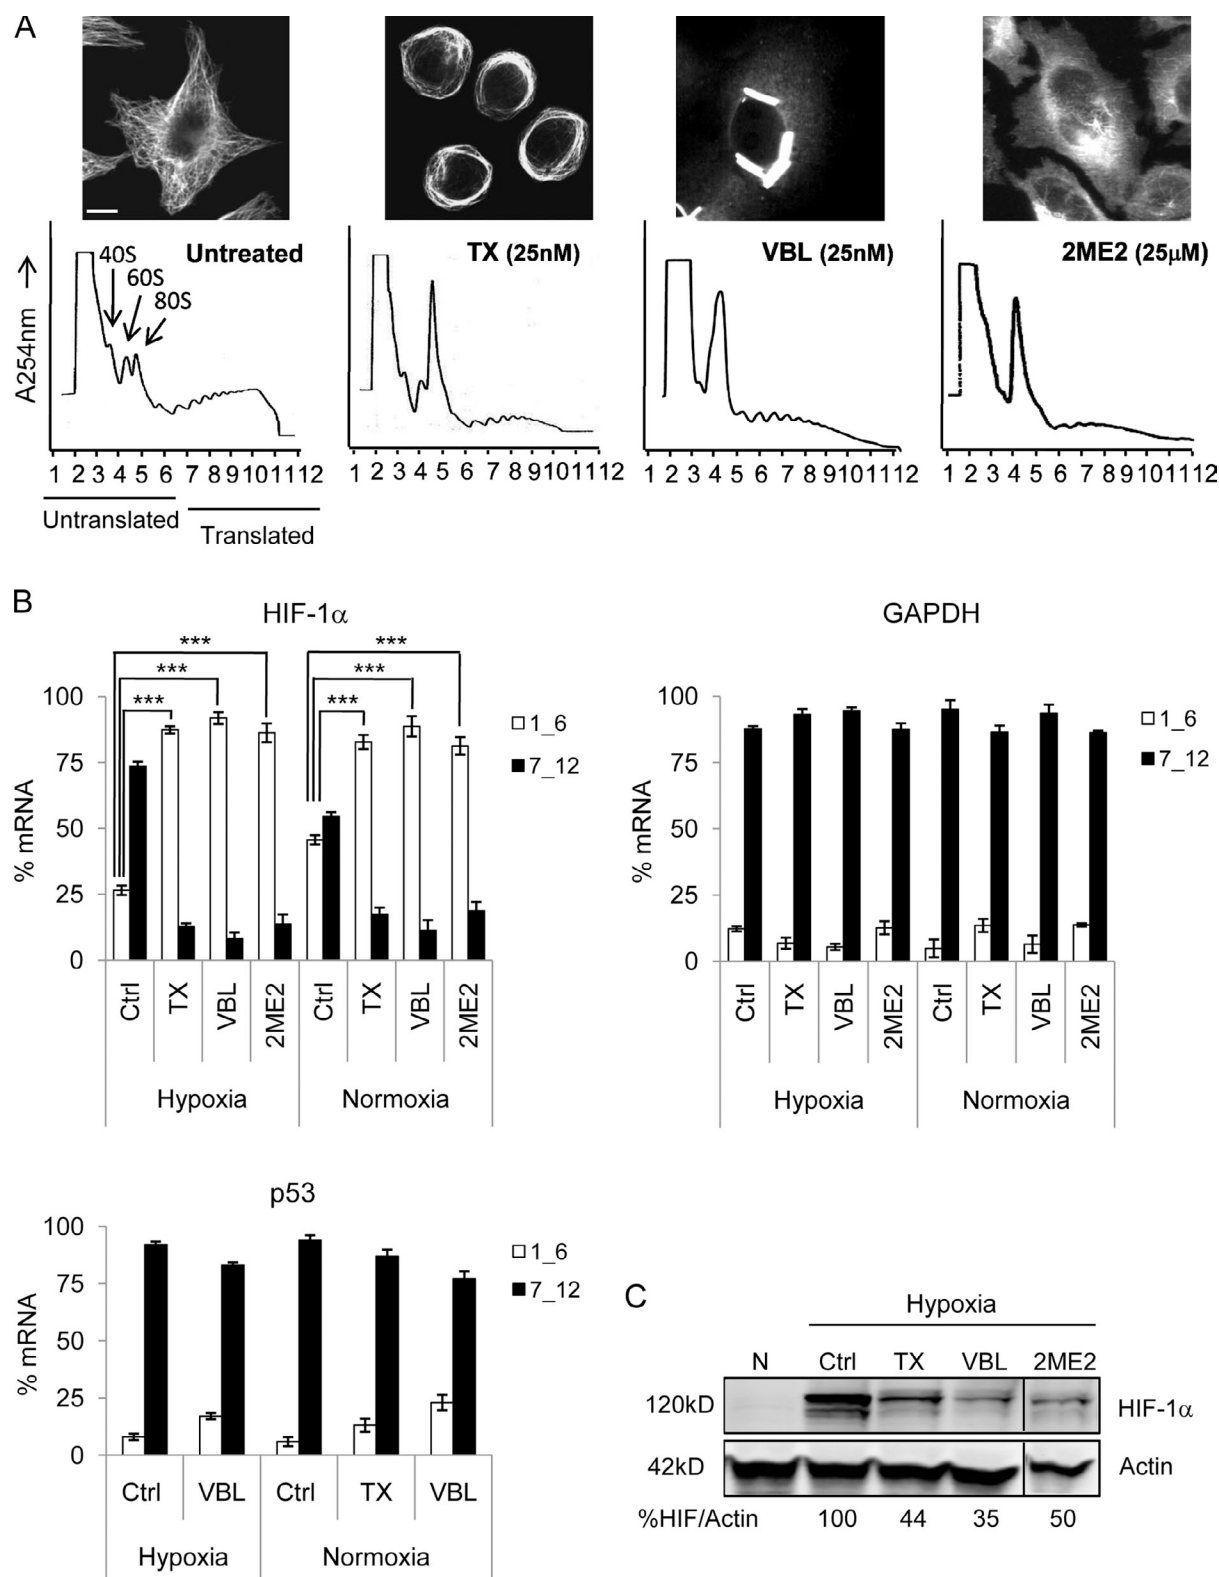 A
Untreated
TX (25nM)
VBL (25nM)
2ME2 (25µM)
40S
60S
80S
A254nm →
1 2 3 4 5 6 7 8 9 10 11 12
1 2 3 4 5 6 7 8 9 10 11 12
1 2 3 4 5 6 7 8 9 10 11 12
1 2 3 4 5 6 7 8 9 10 11 12
Untranslated
Translated
B
HIF-1α
*** ***
*** ***
*** ***
100
75
50
25
0
% mRNA
1_6
7_12
Ctrl TX VBL 2ME2 Ctrl TX VBL 2ME2
Hypoxia Normoxia
GAPDH
100
75
50
25
0
% mRNA
1_6
7_12
Ctrl TX VBL 2ME2 Ctrl TX VBL 2ME2
Hypoxia Normoxia
p53
100
75
50
25
0
% mRNA
1_6
7_12
Ctrl VBL Ctrl TX VBL
Hypoxia Normoxia
C
Hypoxia
N Ctrl TX VBL 2ME2
120kD HIF-1α
42kD Actin
%HIF/Actin 100 44 35 50